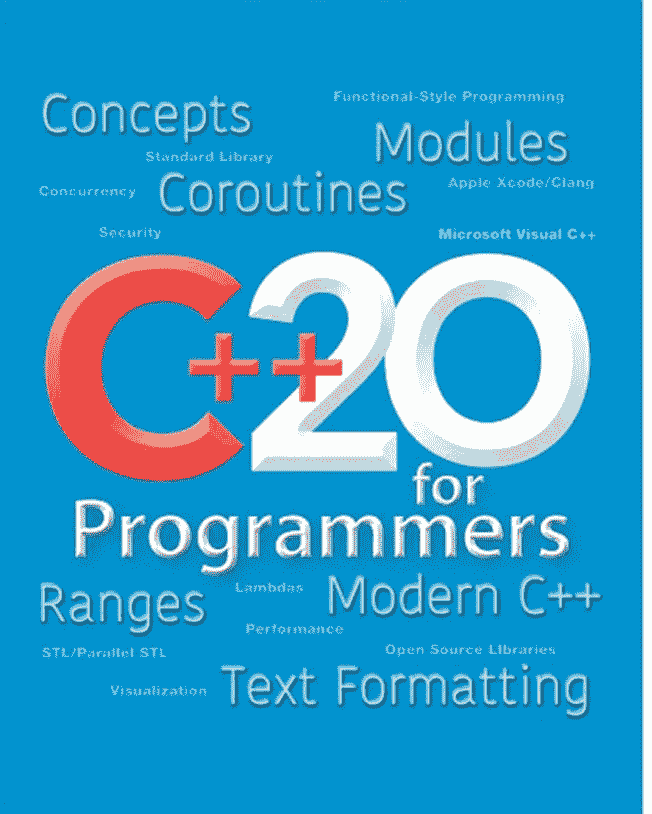 Functional-Style Programming
Concepts
Modules
Standard Library
Coroutines
Apple Xcode/Clang
Concurrency
Security
Microsoft Visual C++
C++20
for
Programmers
Ranges
Lambdas
Modern C++
Performance
STL/Parallel STL
Open Source LIbraries
Visualization
Text Formatting